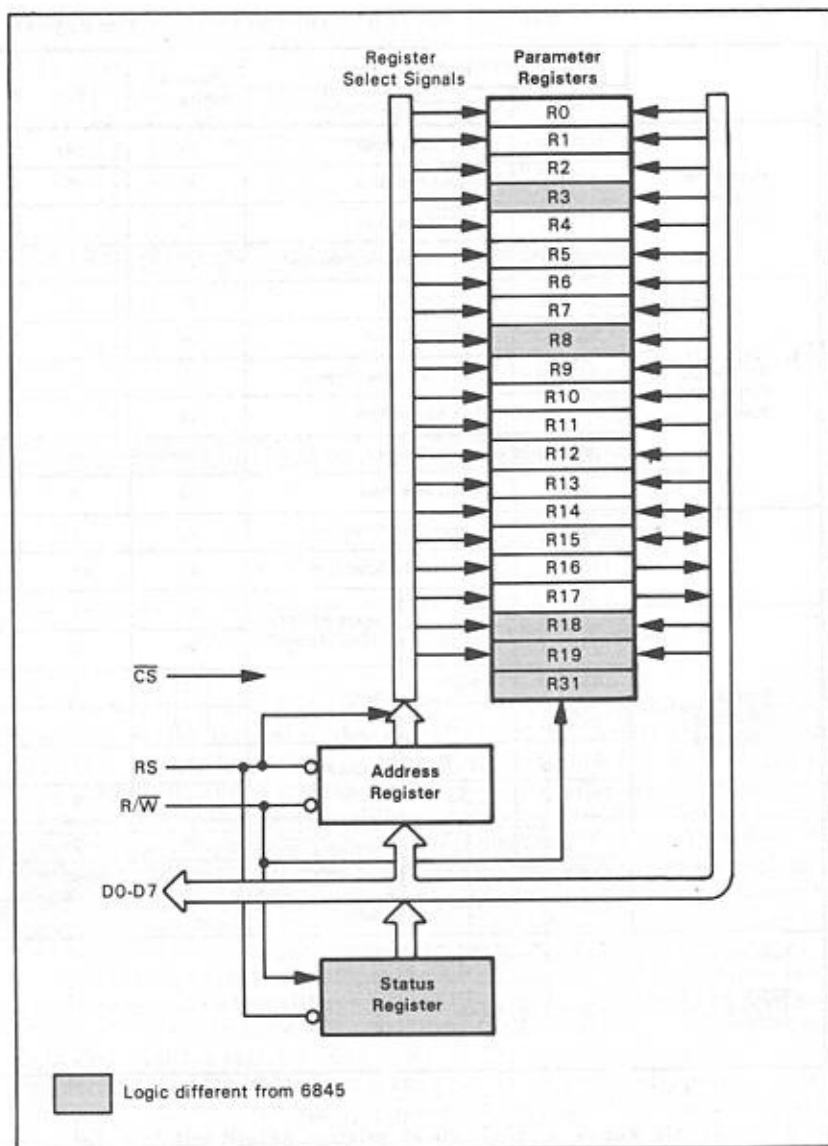 Register
Select Signals
Parameter
Registers
R0
R1
R2
R3
R4
R5
R6
R7
R8
R9
R10
R11
R12
R13
R14
R15
R16
R17
R18
R19
R31
C̅S̅
RS
R/W̅
Address
Register
D0-D7
Status
Register
Logic different from 6845